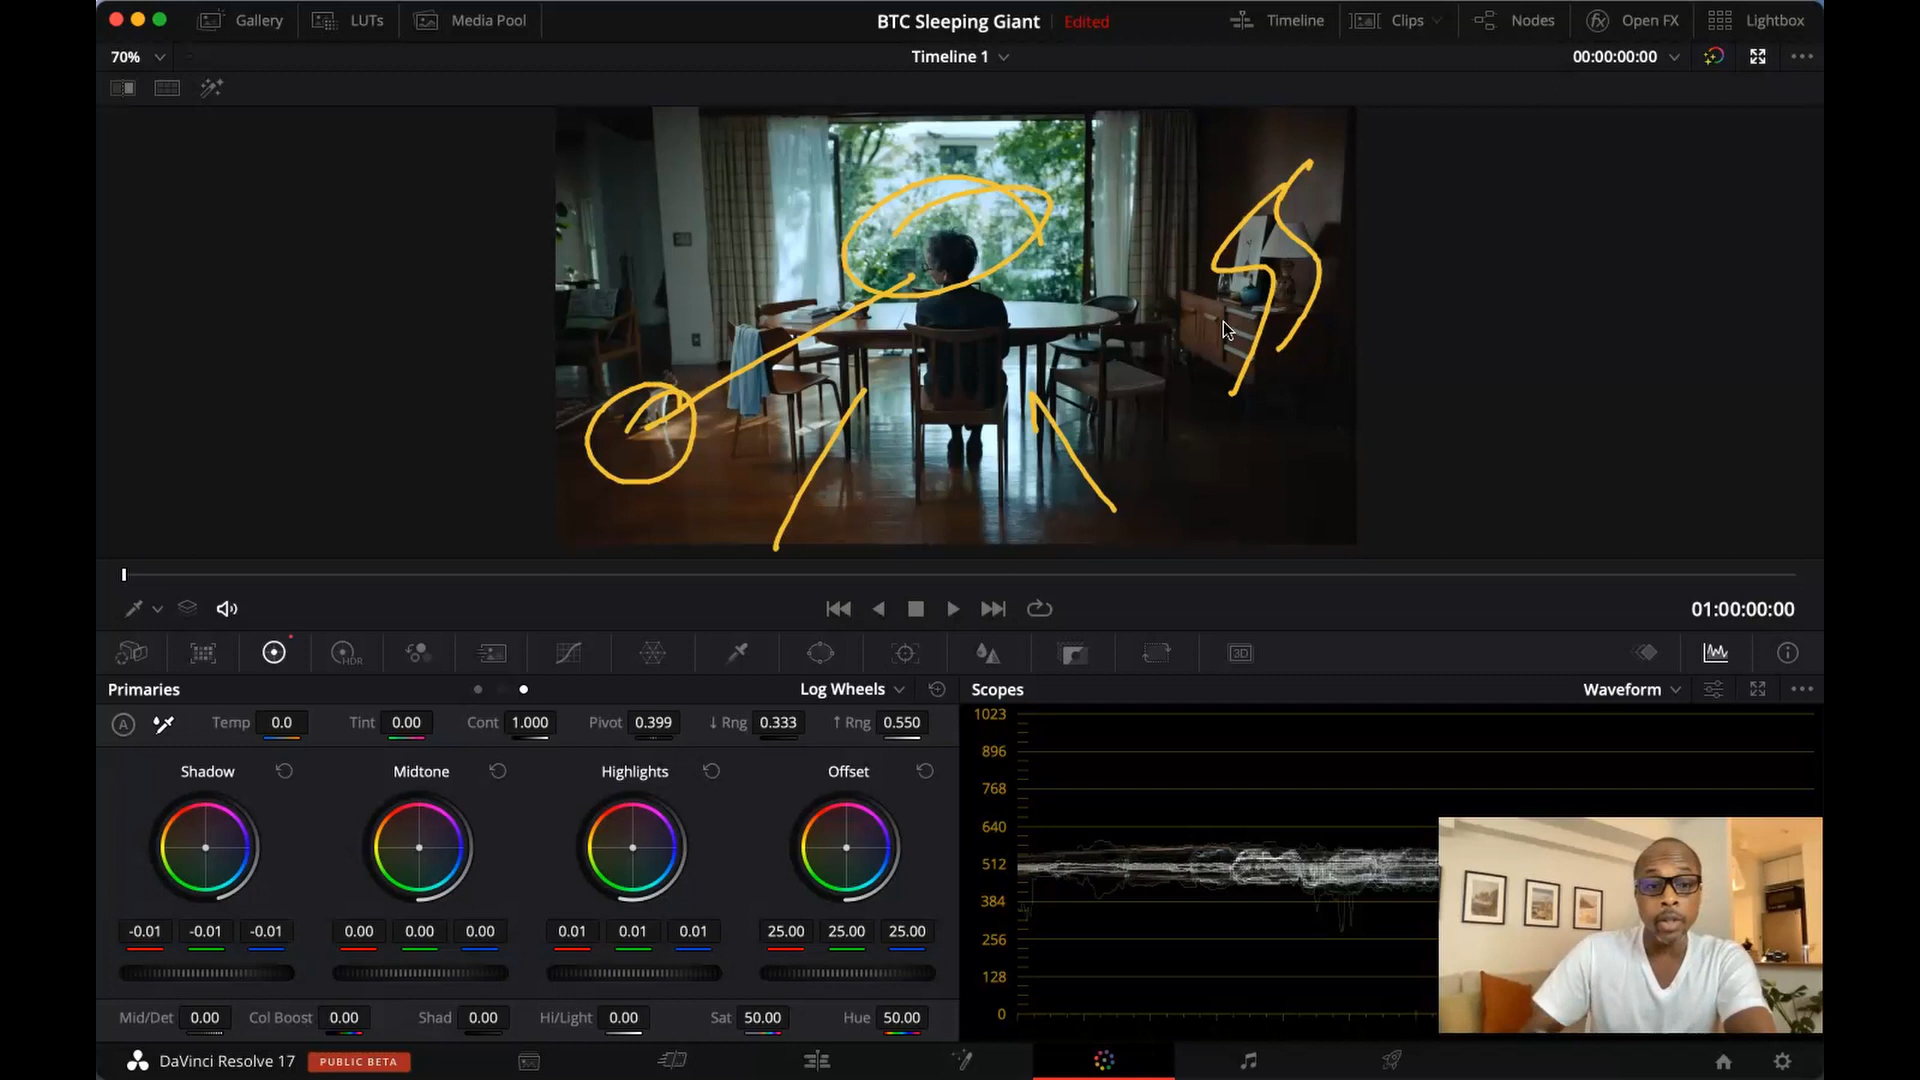 Gallery LUTs Media Pool BTC Sleeping Giant Edited Timeline Clips Nodes fx Open FX Lightbox
70% Timeline 1 00:00:00:00
01:00:00:00
HDR 3D
Primaries Log Wheels Scopes Waveform
A Temp 0.0 Tint 0.00 Cont 1.000 Pivot 0.399 ↓ Rng 0.333 ↑ Rng 0.550
Shadow Midtone Highlights Offset
-0.01 -0.01 -0.01 0.00 0.00 0.00 0.01 0.01 0.01 25.00 25.00 25.00
Mid/Det 0.00 Col Boost 0.00 Shad 0.00 Hi/Light 0.00 Sat 50.00 Hue 50.00
1023
896
768
640
512
384
256
128
0
DaVinci Resolve 17 PUBLIC BETA